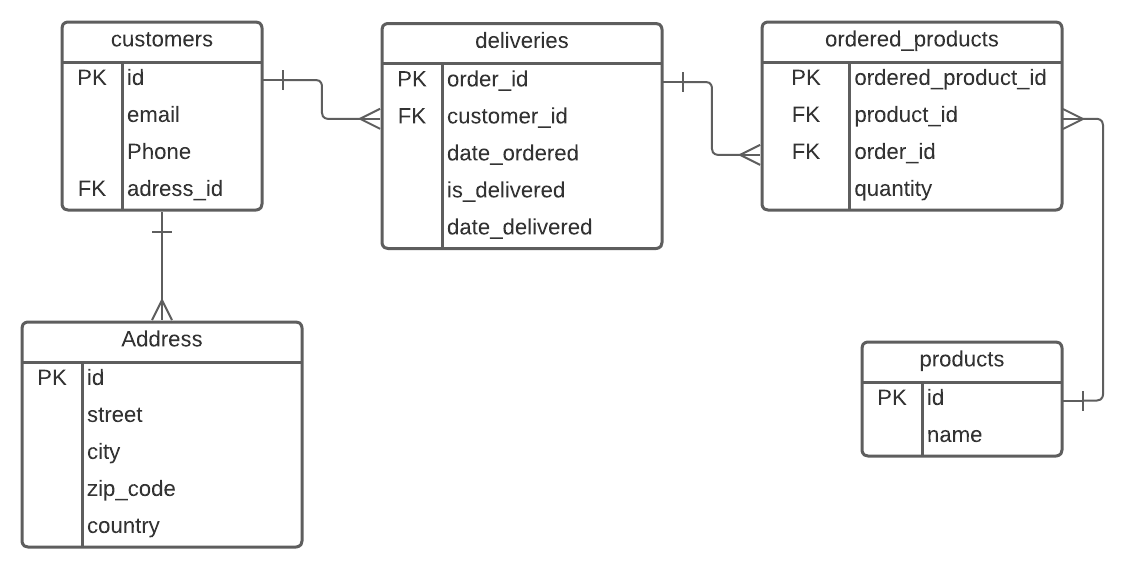 customers
PK id
email
Phone
FK adress_id
deliveries
PK order_id
FK customer_id
date_ordered
is_delivered
date_delivered
ordered_products
PK ordered_product_id
FK product_id
FK order_id
quantity
Address
PK id
street
city
zip_code
country
products
PK id
name